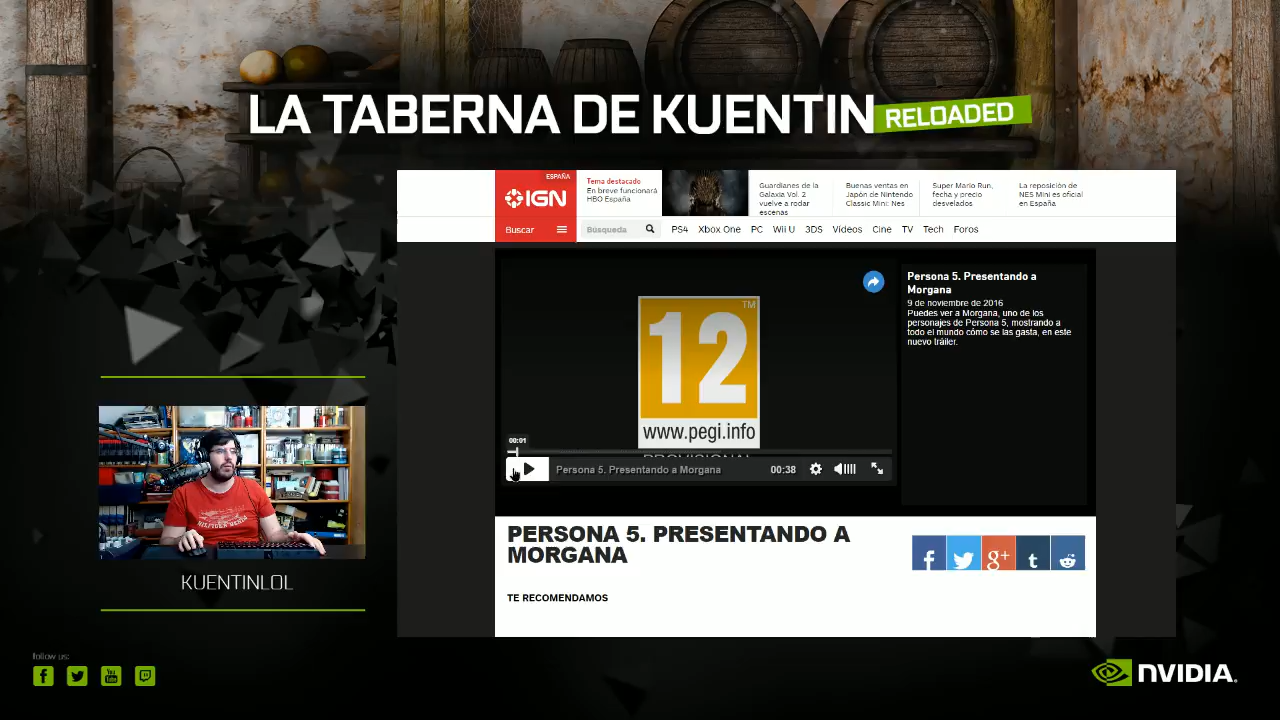 LA TABERNA DE KUENTIN RELOADED
ESPAÑA
IGN
Tema destacado
En breve funcionará
HBO España
Guardianes de la
Galaxia Vol. 2
vuelve a rodar
escenas
Buenas ventas en
Japón de Nintendo
Classic Mini: Nes
Super Mario Run,
fecha y precio
desvelados
La reposición de
NES Mini es oficial
en España
Buscar
Búsqueda
PS4 Xbox One PC Wii U 3DS Vídeos Cine TV Tech Foros
12
TM
www.pegi.info
PROVISIONAL
00:01
Persona 5. Presentando a Morgana
00:38
Persona 5. Presentando a
Morgana
9 de noviembre de 2016
Puedes ver a Morgana, uno de los
personajes de Persona 5, mostrando a
todo el mundo cómo se las gasta, en este
nuevo tráiler.
PERSONA 5. PRESENTANDO A
MORGANA
TE RECOMENDAMOS
KUENTINLOL
follow us:
You
Tube
NVIDIA.